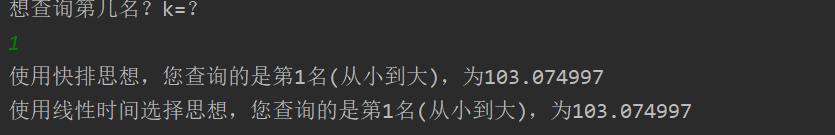 想查询第几名？k=?
1
使用快排思想，您查询的是第1名(从小到大)，为103.074997
使用线性时间选择思想，您查询的是第1名(从小到大)，为103.074997